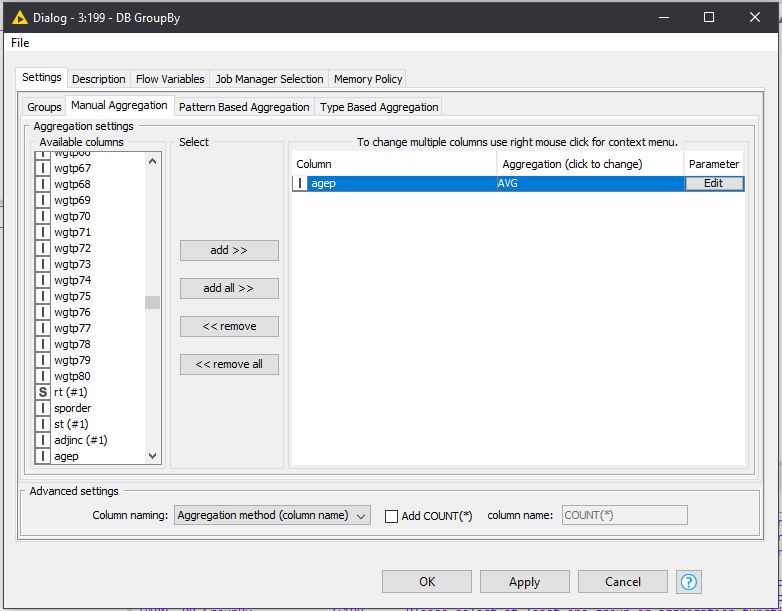 Dialog - 3:199 - DB GroupBy
File
Settings Description Flow Variables Job Manager Selection Memory Policy
Groups Manual Aggregation Pattern Based Aggregation Type Based Aggregation
Aggregation settings
Available columns
Select
To change multiple columns use right mouse click for context menu.
Column Aggregation (click to change) Parameter
I agep AVG Edit
I wgtp66
I wgtp67
I wgtp68
I wgtp69
I wgtp70
I wgtp71
I wgtp72
I wgtp73
I wgtp74
I wgtp75
I wgtp76
I wgtp77
I wgtp78
I wgtp79
I wgtp80
S rt (#1)
I sporder
I st (#1)
I adjinc (#1)
I agep
add >>
add all >>
<< remove
<< remove all
Advanced settings
Column naming: Aggregation method (column name) Add COUNT(*) column name: COUNT(*)
OK Apply Cancel ?